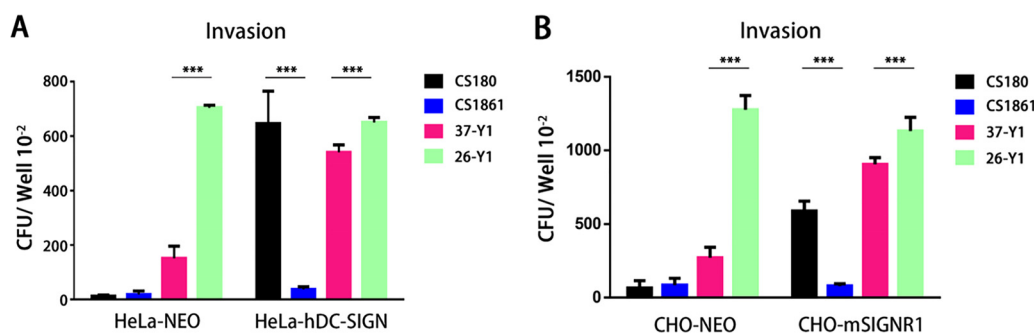 A
Invasion
*** *** ***
CS180
CS1861
37-Y1
26-Y1
CFU/ Well 10-2
800
600
400
200
0
HeLa-NEO HeLa-hDC-SIGN
B
Invasion
*** *** ***
CS180
CS1861
37-Y1
26-Y1
CFU/ Well 10-2
1500
1000
500
0
CHO-NEO CHO-mSIGNR1